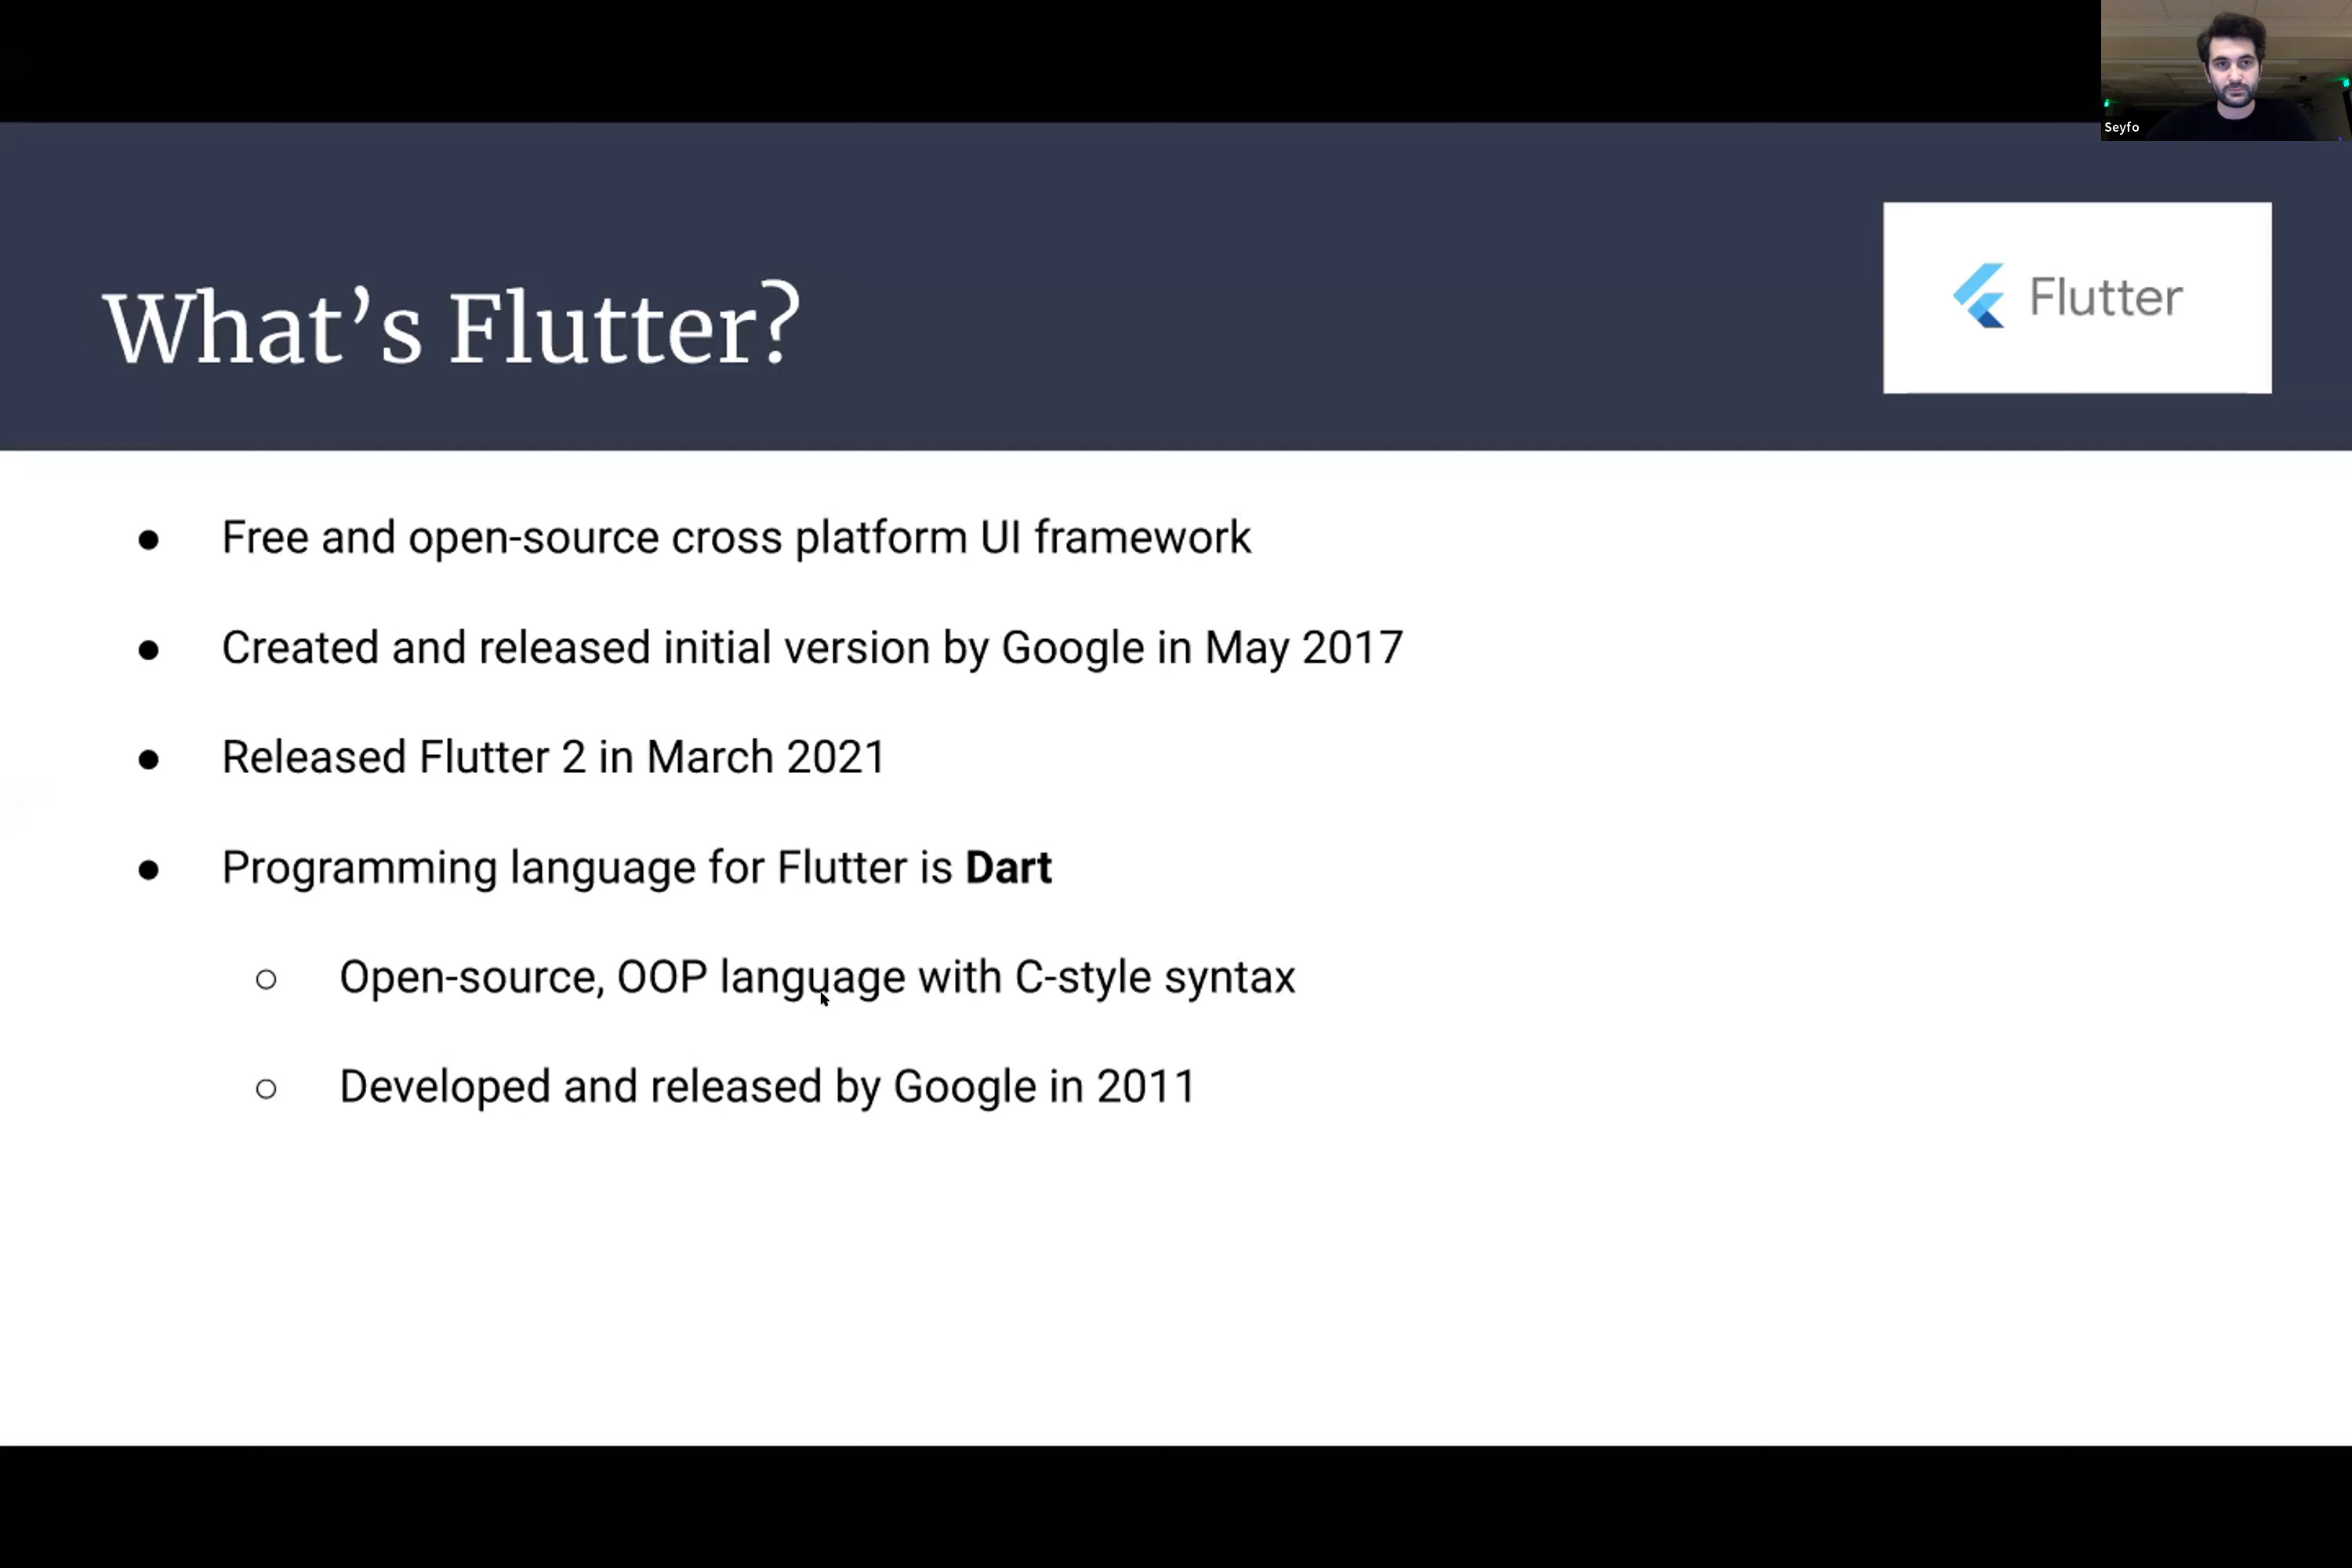 Seyfo
What’s Flutter?
Flutter
● Free and open-source cross platform UI framework
● Created and released initial version by Google in May 2017
● Released Flutter 2 in March 2021
● Programming language for Flutter is Dart
○ Open-source, OOP language with C-style syntax
○ Developed and released by Google in 2011